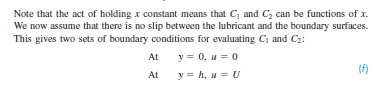 Note that the act of holding x constant means that C₁ and C₂ can be functions of x.
We now assume that there is no slip between the lubricant and the boundary surfaces.
This gives two sets of boundary conditions for evaluating C₁ and C₂:
At y = 0, u = 0
At y = h, u = U
(f)